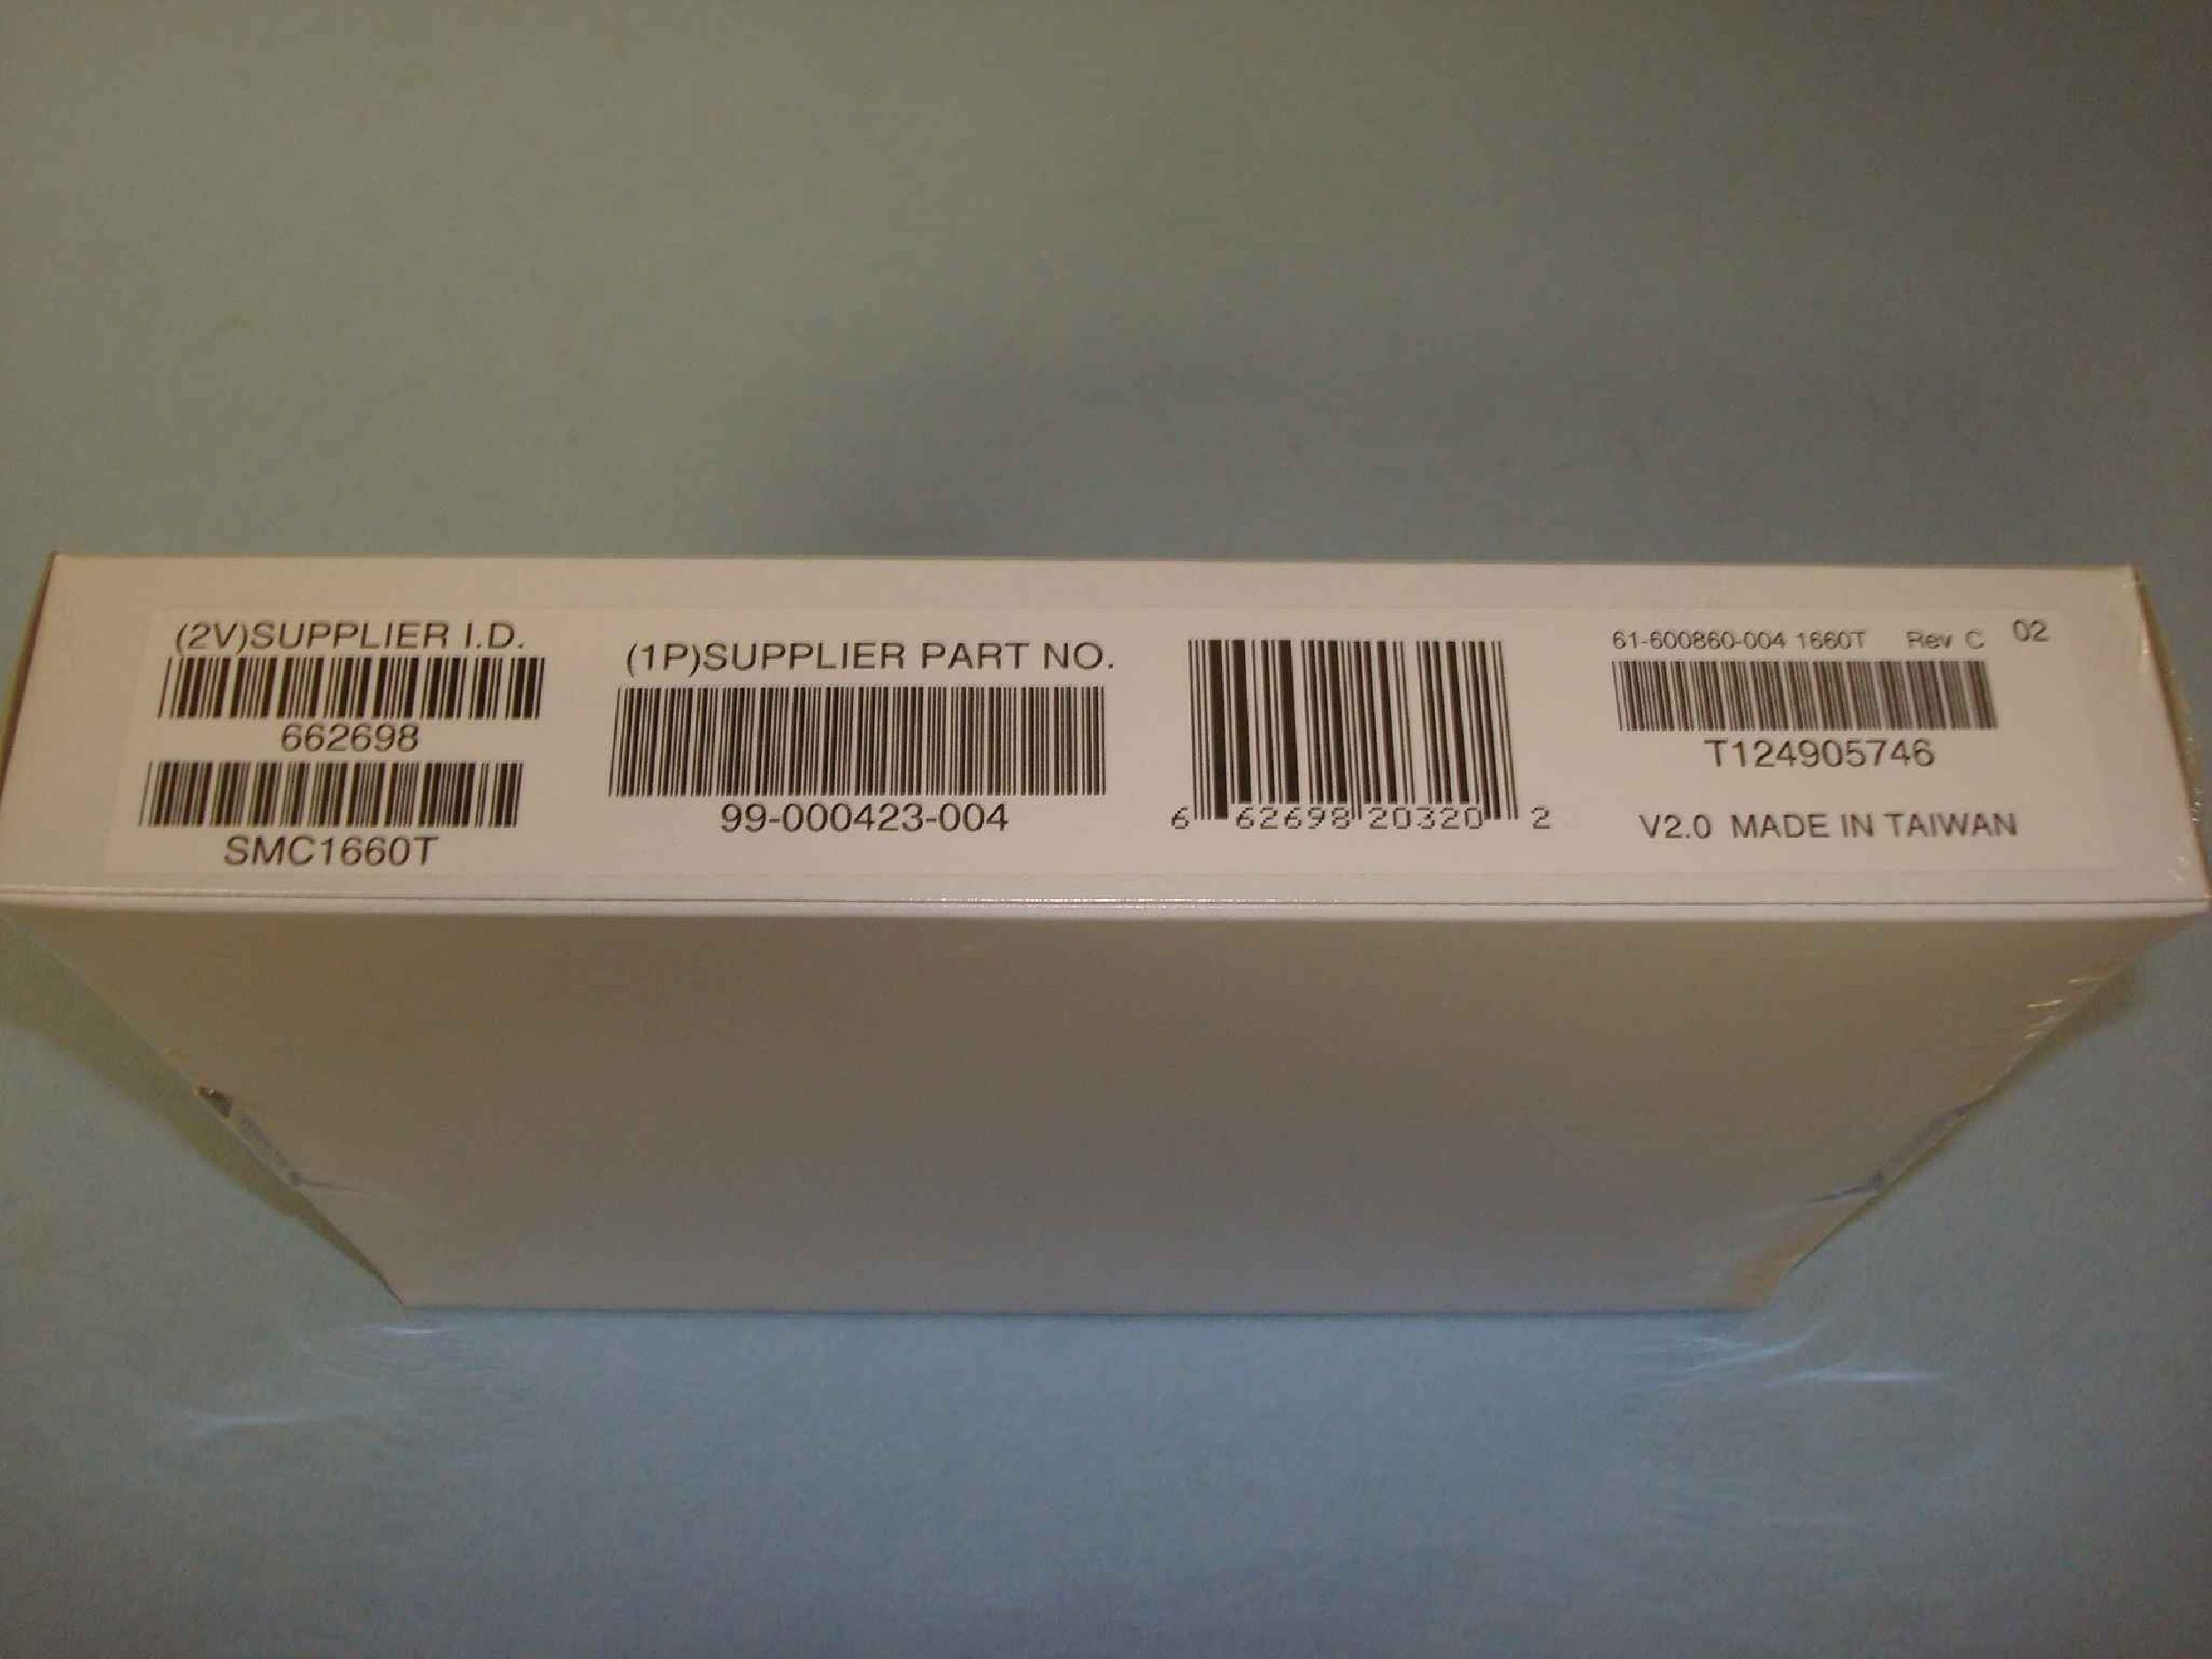 (2V)SUPPLIER I.D.
662698
SMC1660T
(1P)SUPPLIER PART NO.
99-000423-004
6 62698 20320 2
61-600860-004 1660T Rev C 02
T124905746
V2.0 MADE IN TAIWAN